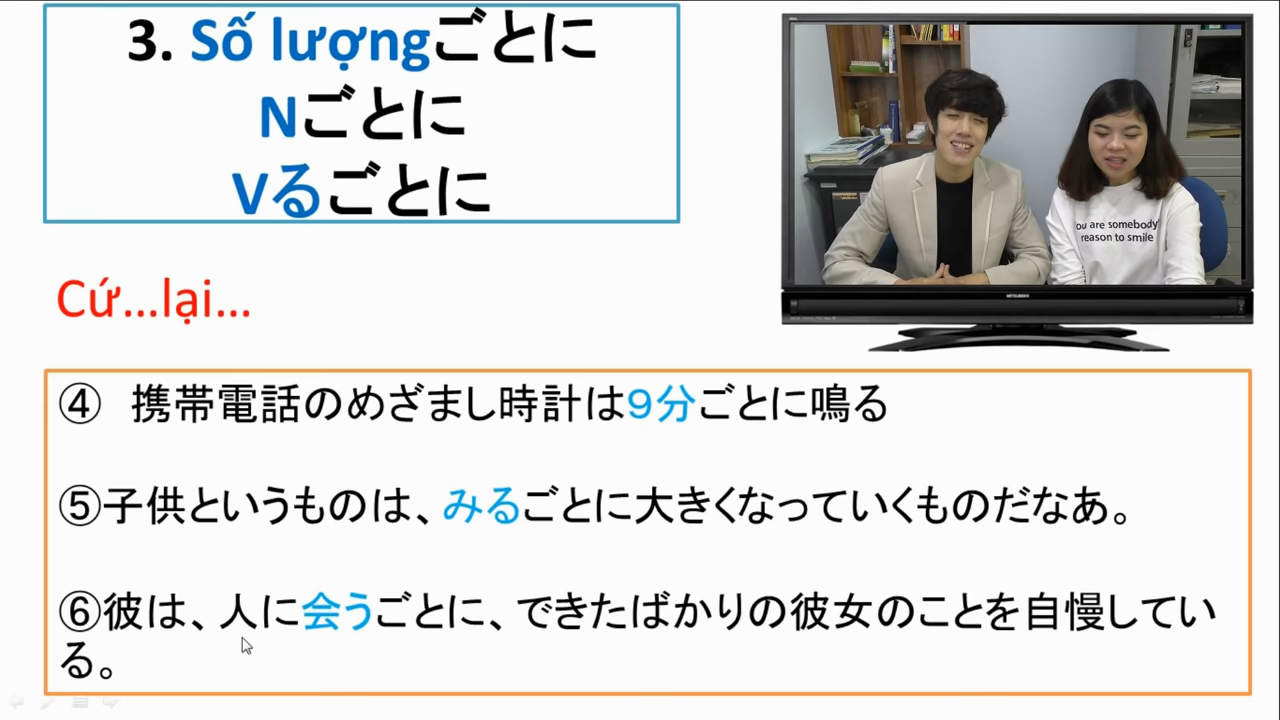 3. Số lượngごとに
Nごとに
Vるごとに
you are somebody'
reason to smile
MITSUBISHI
Cứ...lại...
④ 携帯電話のめざまし時計は９分ごとに鳴る
⑤子供というものは、みるごとに大きくなっていくものだなあ。
⑥彼は、人に会うごとに、できたばかりの彼女のことを自慢してい
る。